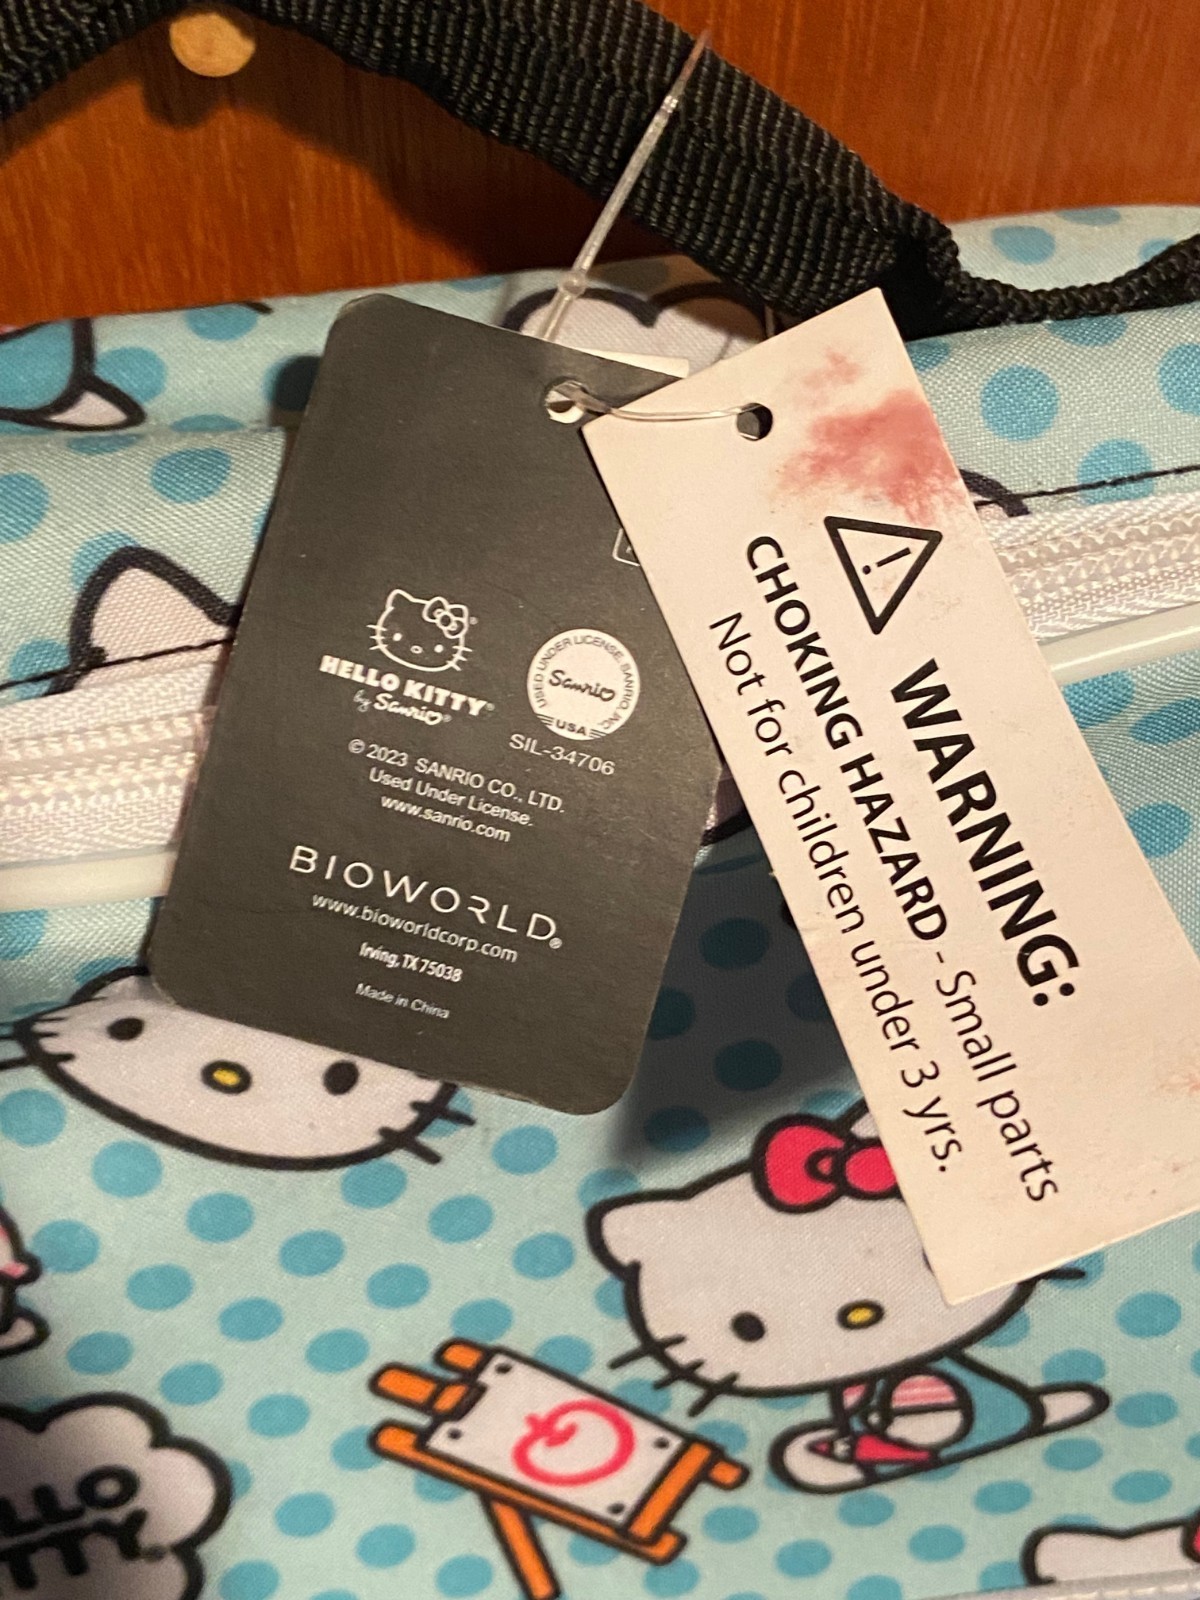 HELLO KITTY®
by Sanrio®
USED UNDER LICENSE, SANRIO, INC.
Sanrio
USA
SIL-34706
© 2023 SANRIO CO., LTD.
Used Under License.
www.sanrio.com
BIOWORLD®
www.bioworldcorp.com
Irving, TX 75038
Made in China
WARNING:
CHOKING HAZARD - Small parts
Not for children under 3 yrs.